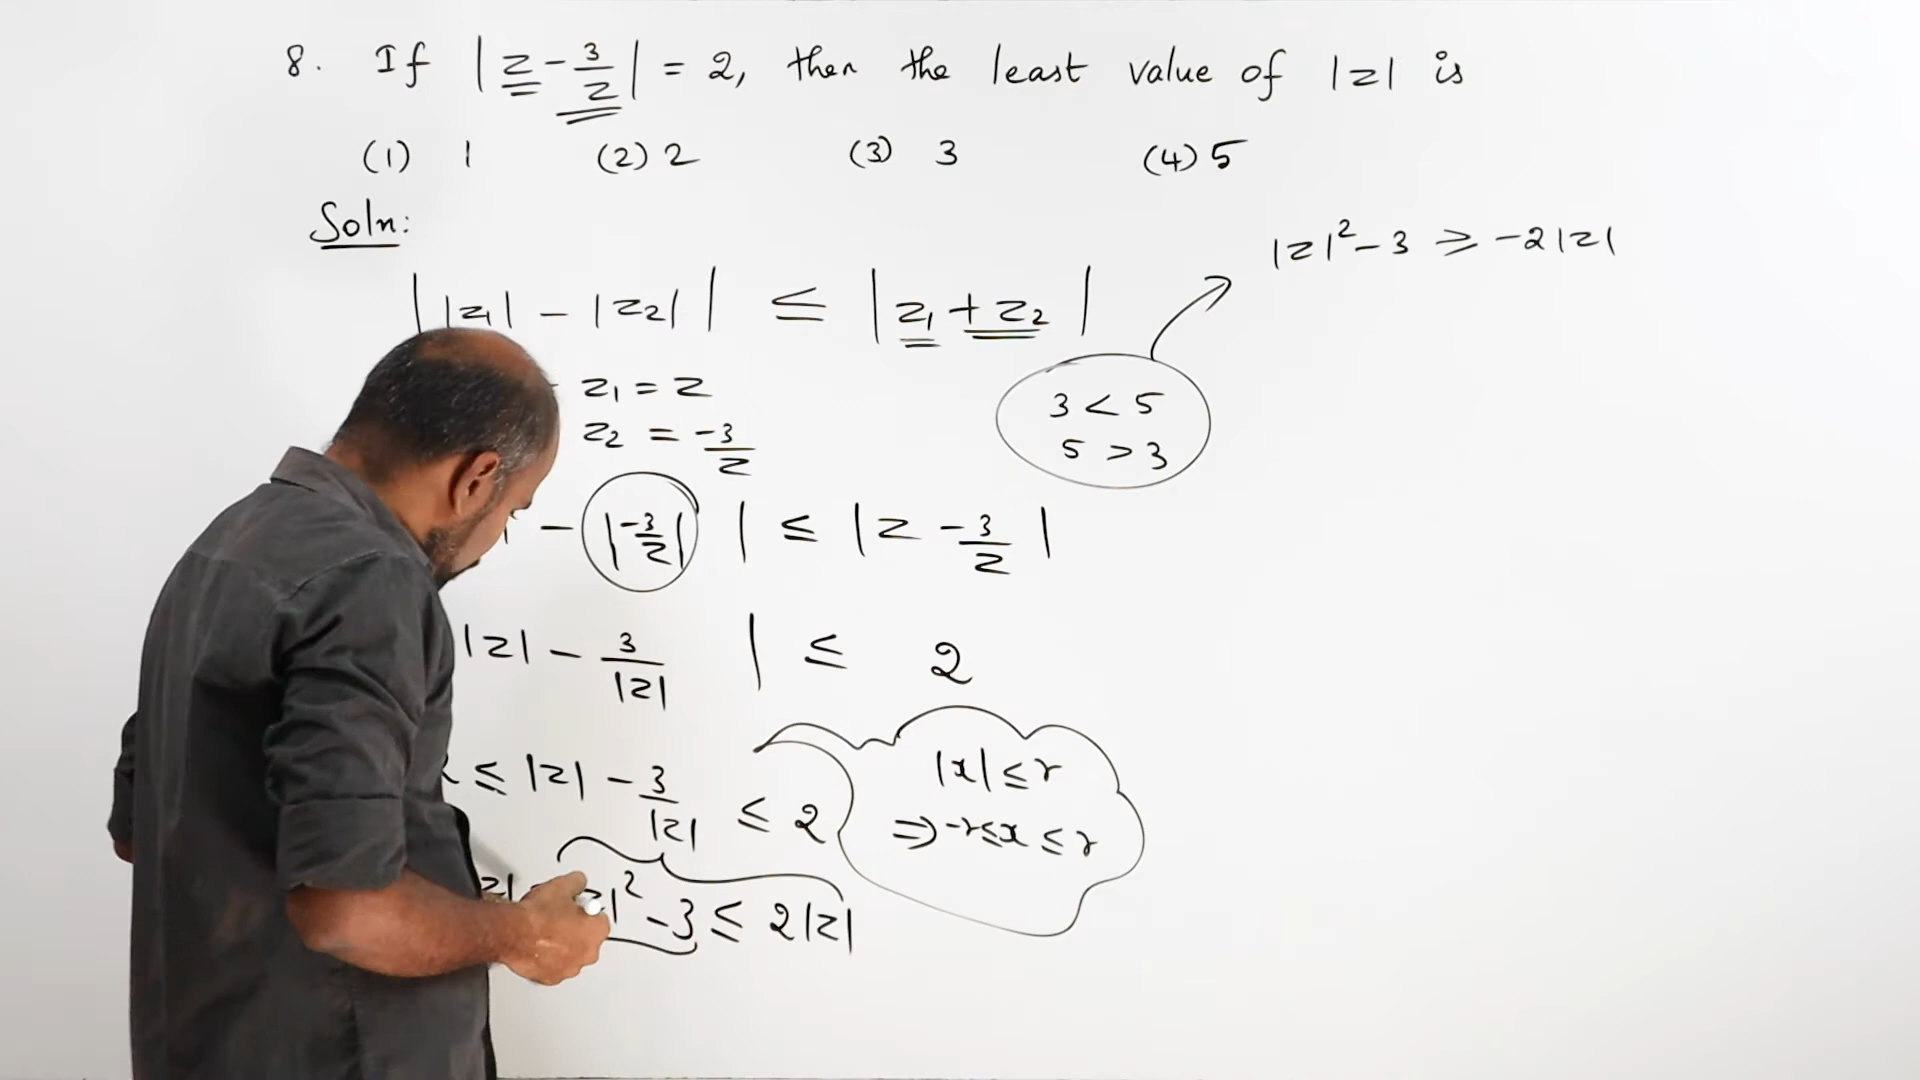 8. If |z - 3/z| = 2, then the least value of |z| is
(1) 1 (2) 2 (3) 3 (4) 5
Soln:
| |z₁| - |z₂| | ≤ |z₁ + z₂|
z₁ = z
z₂ = -3/z
- |-3/z| | ≤ |z - 3/z|
|z| - 3/|z| | ≤ 2
≤ |z| - 3/|z| ≤ 2
|² - 3 ≤ 2|z|
|x| ≤ r
⇒ -r ≤ x ≤ r
3 < 5
5 > 3
|z|² - 3 ≥ -2|z|